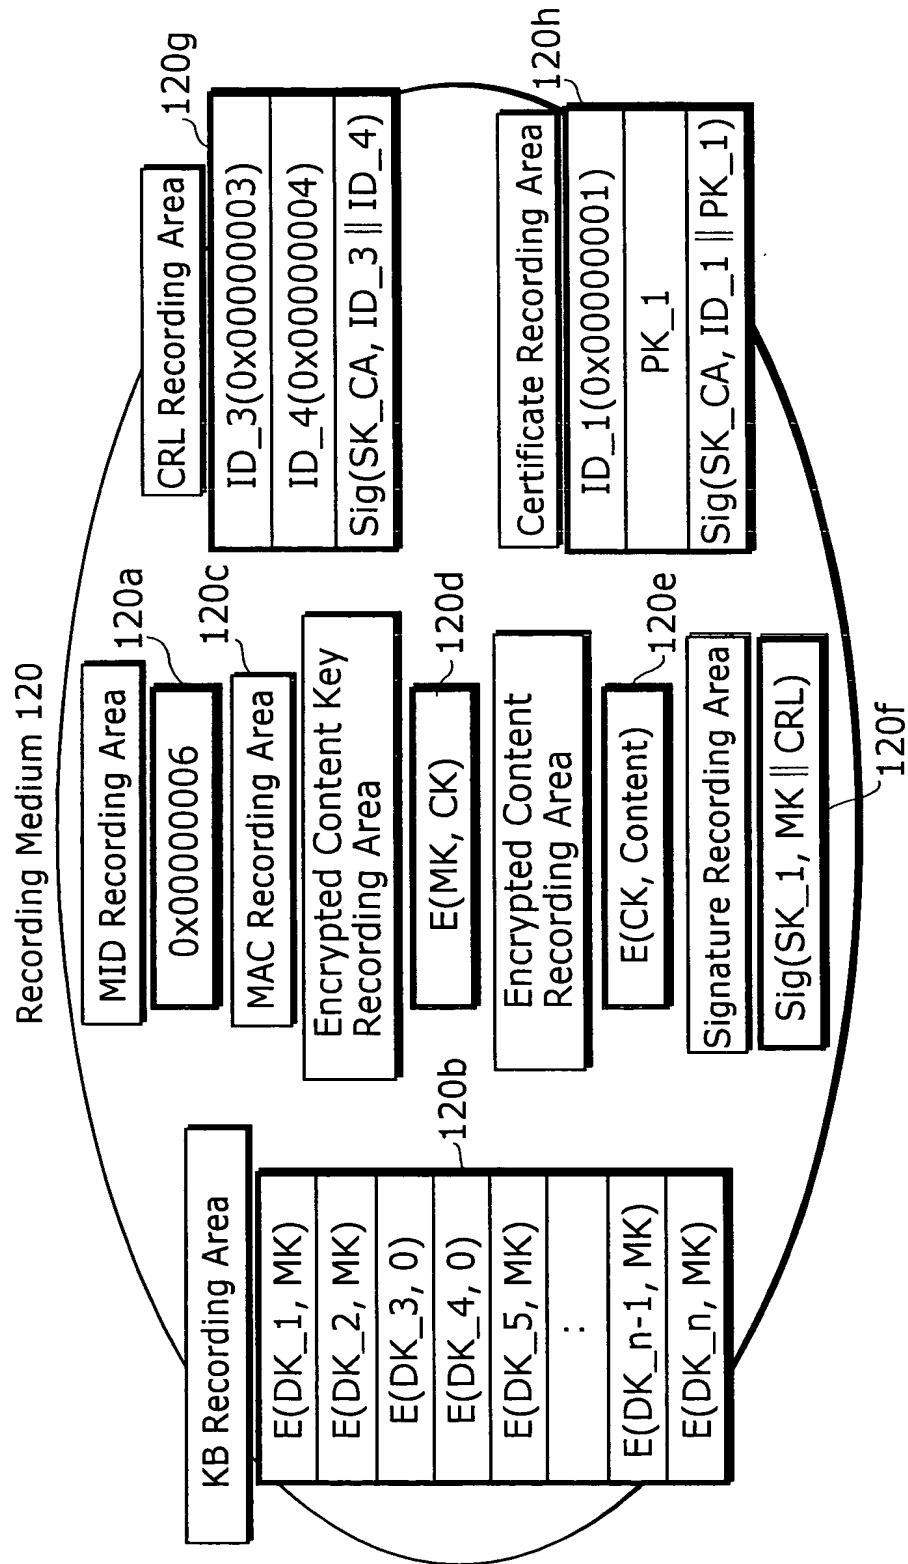 Recording Medium 120
KB Recording Area
120b
E(DK_1, MK)
E(DK_2, MK)
E(DK_3, 0)
E(DK_4, 0)
E(DK_5, MK)
:
E(DK_n-1, MK)
E(DK_n, MK)
MID Recording Area
120a
0x00000006
MAC Recording Area
120c
Encrypted Content Key
Recording Area
120d
E(MK, CK)
Encrypted Content
Recording Area
120e
E(CK, Content)
Signature Recording Area
Sig(SK_1, MK || CRL)
120f
CRL Recording Area
120g
ID_3(0x00000003)
ID_4(0x00000004)
Sig(SK_CA, ID_3 || ID_4)
Certificate Recording Area
120h
ID_1(0x00000001)
PK_1
Sig(SK_CA, ID_1 || PK_1)